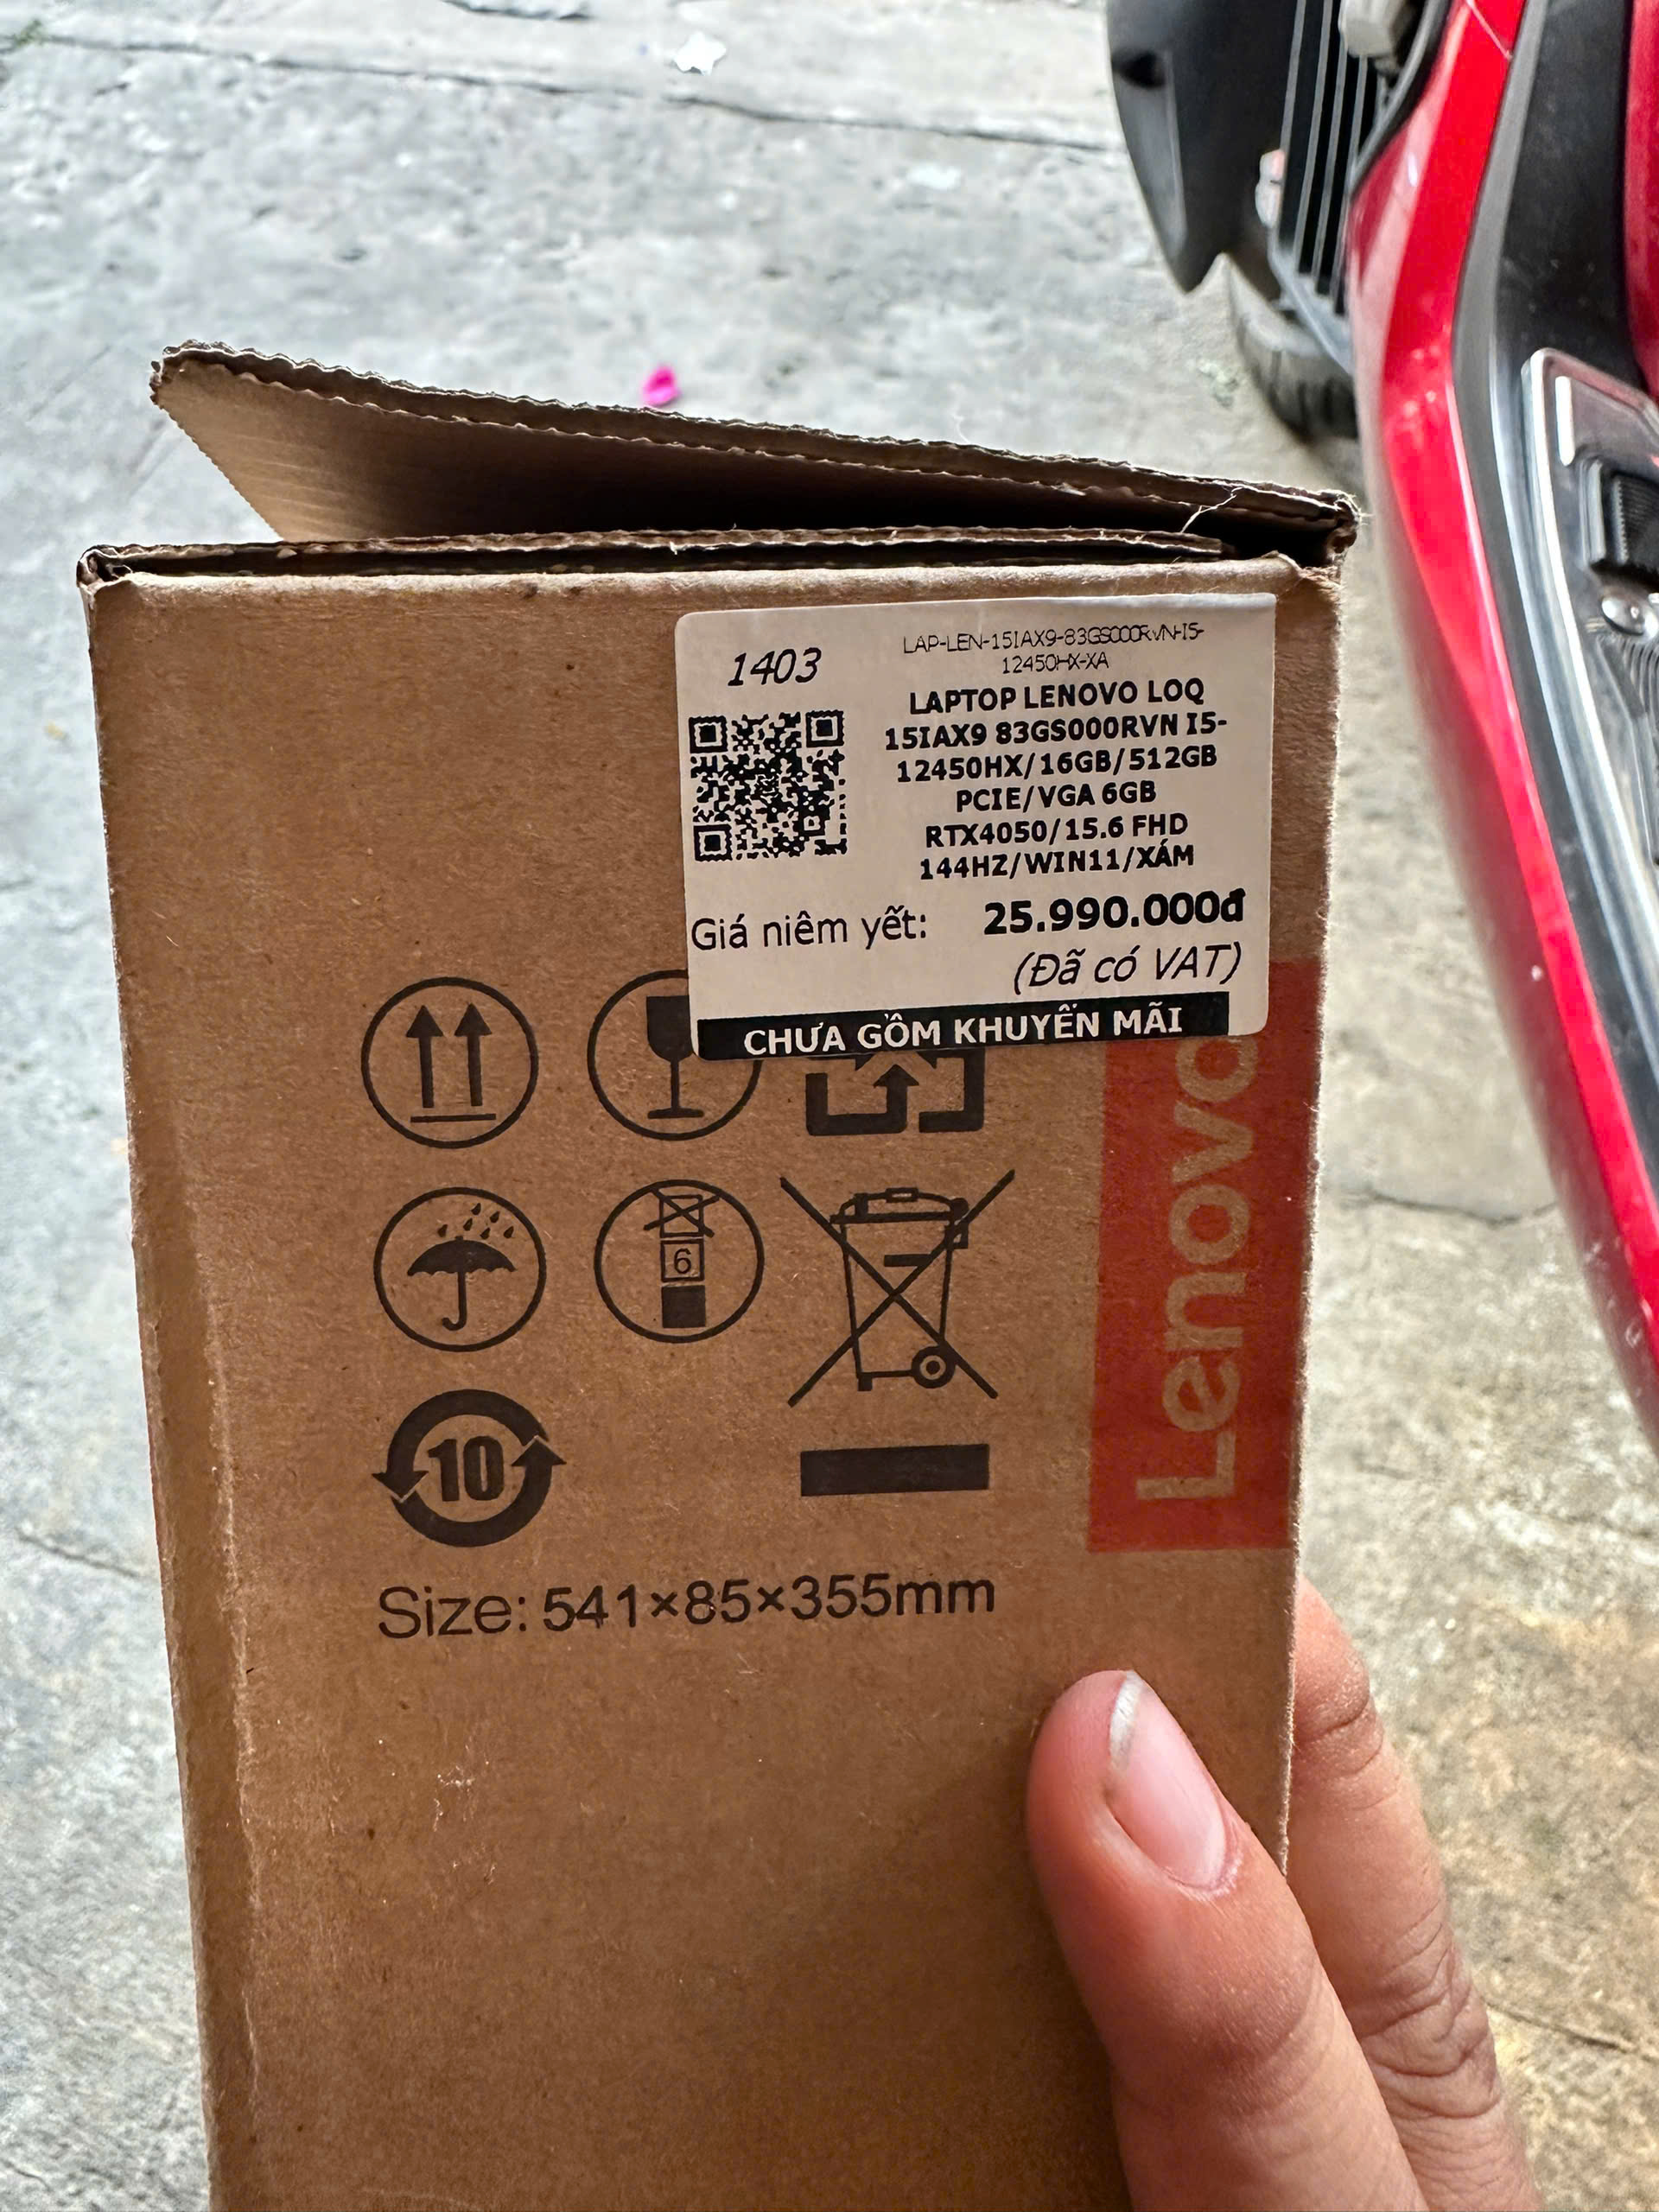 1403
LAP-LEN-15IAX9-83GS000RVN-I5-
12450HX-XA
LAPTOP LENOVO LOQ
15IAX9 83GS000RVN I5-
12450HX/16GB/512GB
PCIE/VGA 6GB
RTX4050/15.6 FHD
144HZ/WIN11/XÁM
Giá niêm yết: 25.990.000đ
(Đã có VAT)
CHƯA GỒM KHUYẾN MÃI
Lenovo
6
10
Size: 541×85×355mm